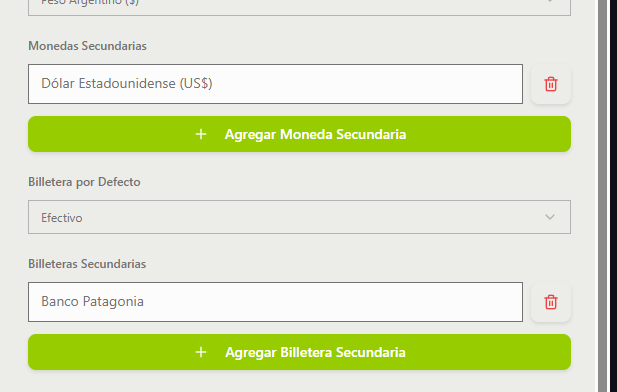 Peso Argentino ($)
Monedas Secundarias
Dólar Estadounidense (US$)
Agregar Moneda Secundaria
Billetera por Defecto
Efectivo
Billeteras Secundarias
Banco Patagonia
Agregar Billetera Secundaria